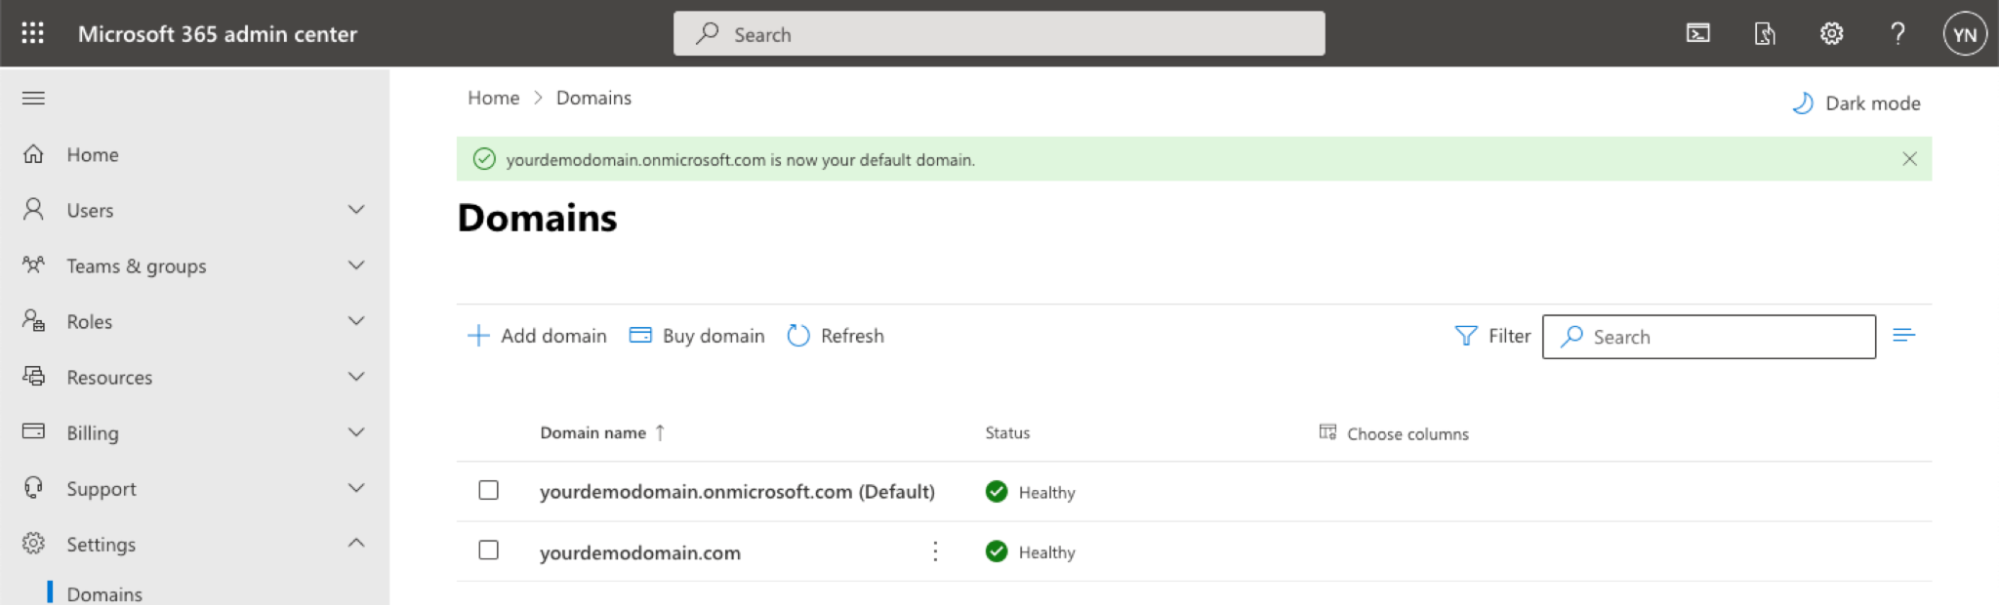 Microsoft 365 admin center
Search
YN
Home > Domains
Dark mode
yourdemodomain.onmicrosoft.com is now your default domain.
Domains
Home
Users
Teams & groups
Roles
Resources
Billing
Support
Settings
Domains
Add domain Buy domain Refresh
Filter Search
Domain name ↑ Status Choose columns
yourdemodomain.onmicrosoft.com (Default) Healthy
yourdemodomain.com Healthy